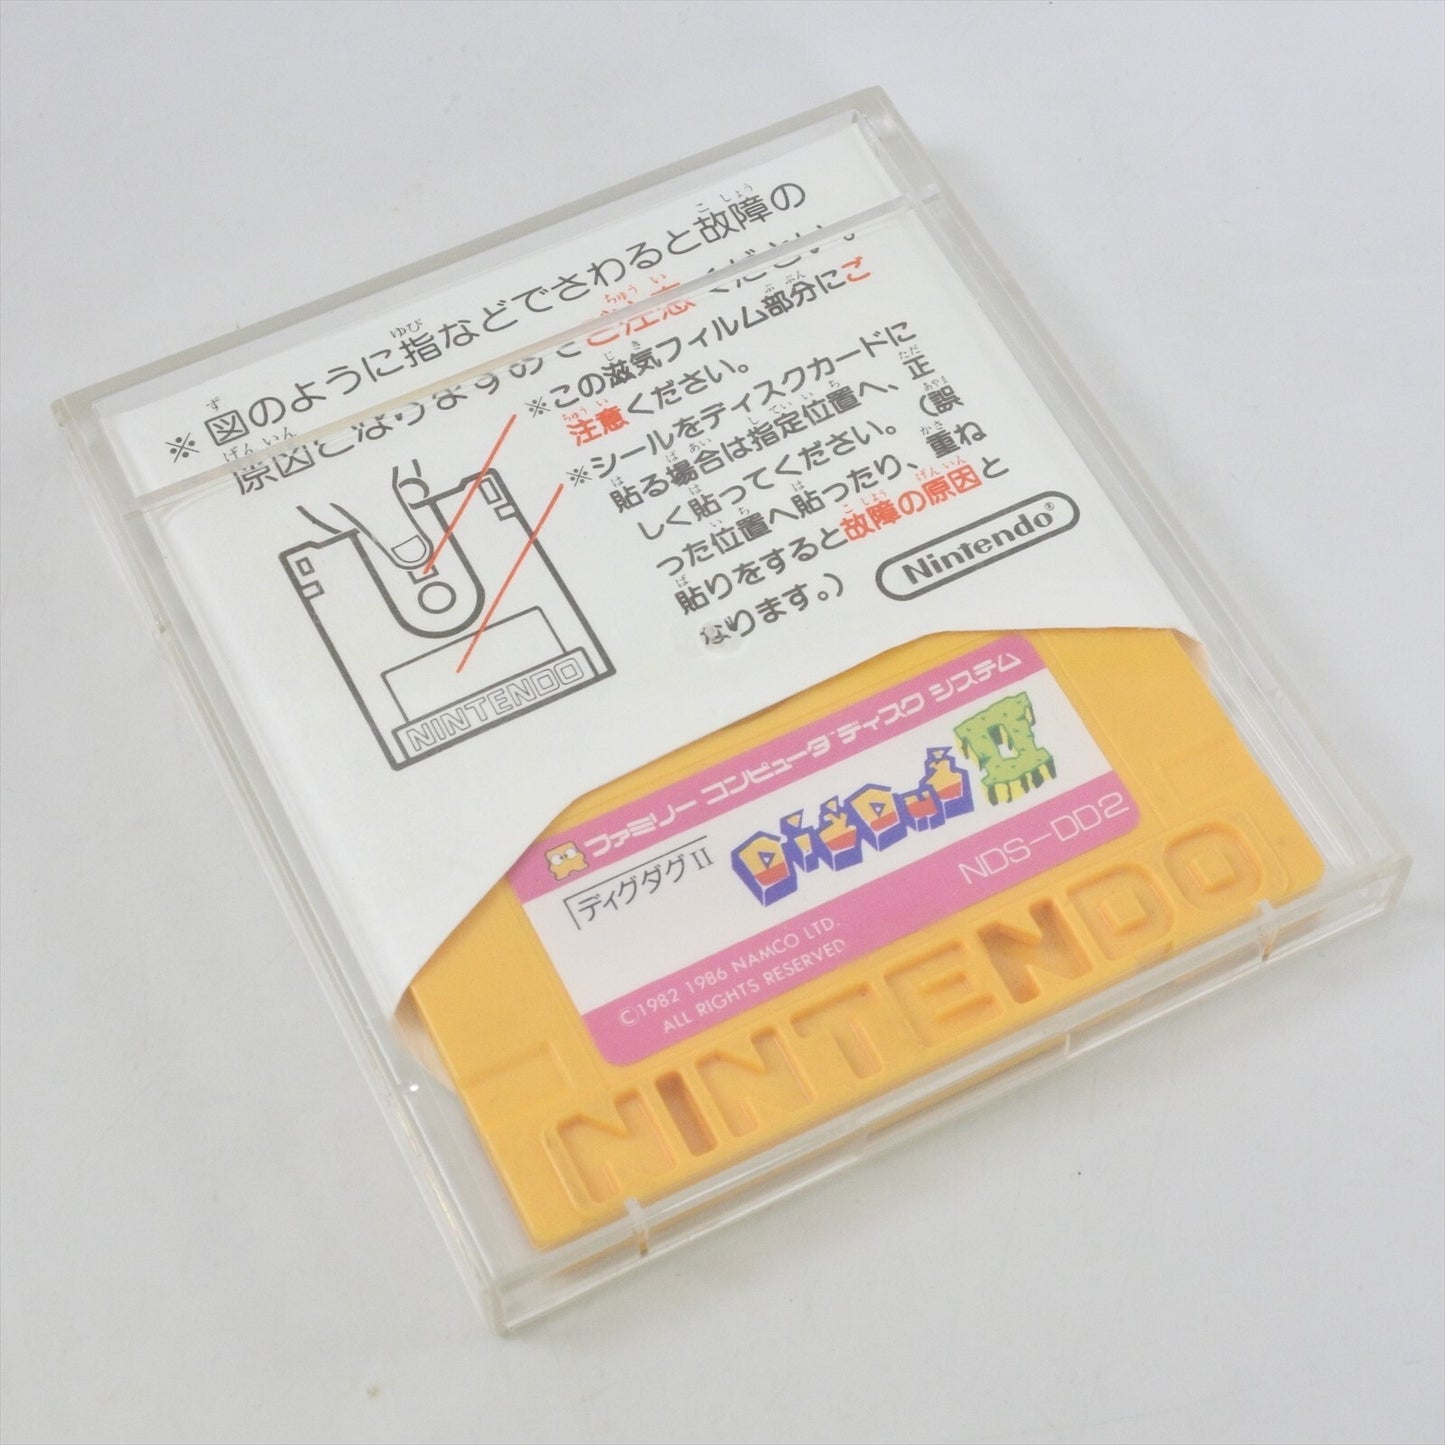 ※図のように指などでさわると故障の
原因となりますのでご注意ください。
※この滋気フィルム部分にご
注意ください。
※シールをディスクカードに
貼る場合は指定位置へ、正
しく貼ってください。(誤
った位置へ貼ったり、重ね
貼りをすると故障の原因と
なります。)
Nintendo®
NINTENDO
ファミリー コンピュータ ディスク システム
ディグダグII
DiG DuG II
NDS-DD2
©1982 1986 NAMCO LTD.
ALL RIGHTS RESERVED
NINTENDO